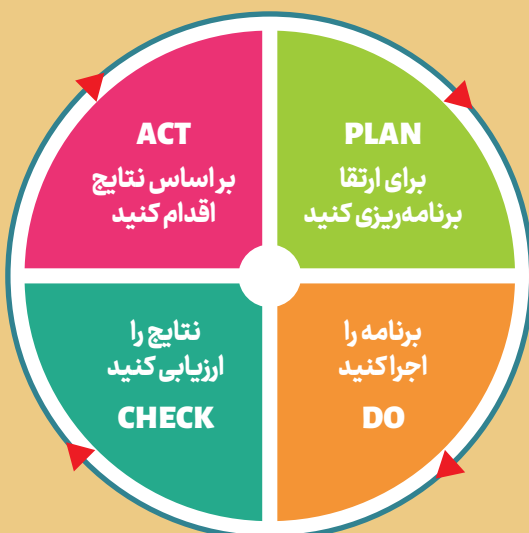 PLAN
برای ارتقا
برنامه‌ریزی کنید
برنامه را
اجرا کنید
DO
نتایج را
ارزیابی کنید
CHECK
ACT
بر اساس نتایج
اقدام کنید